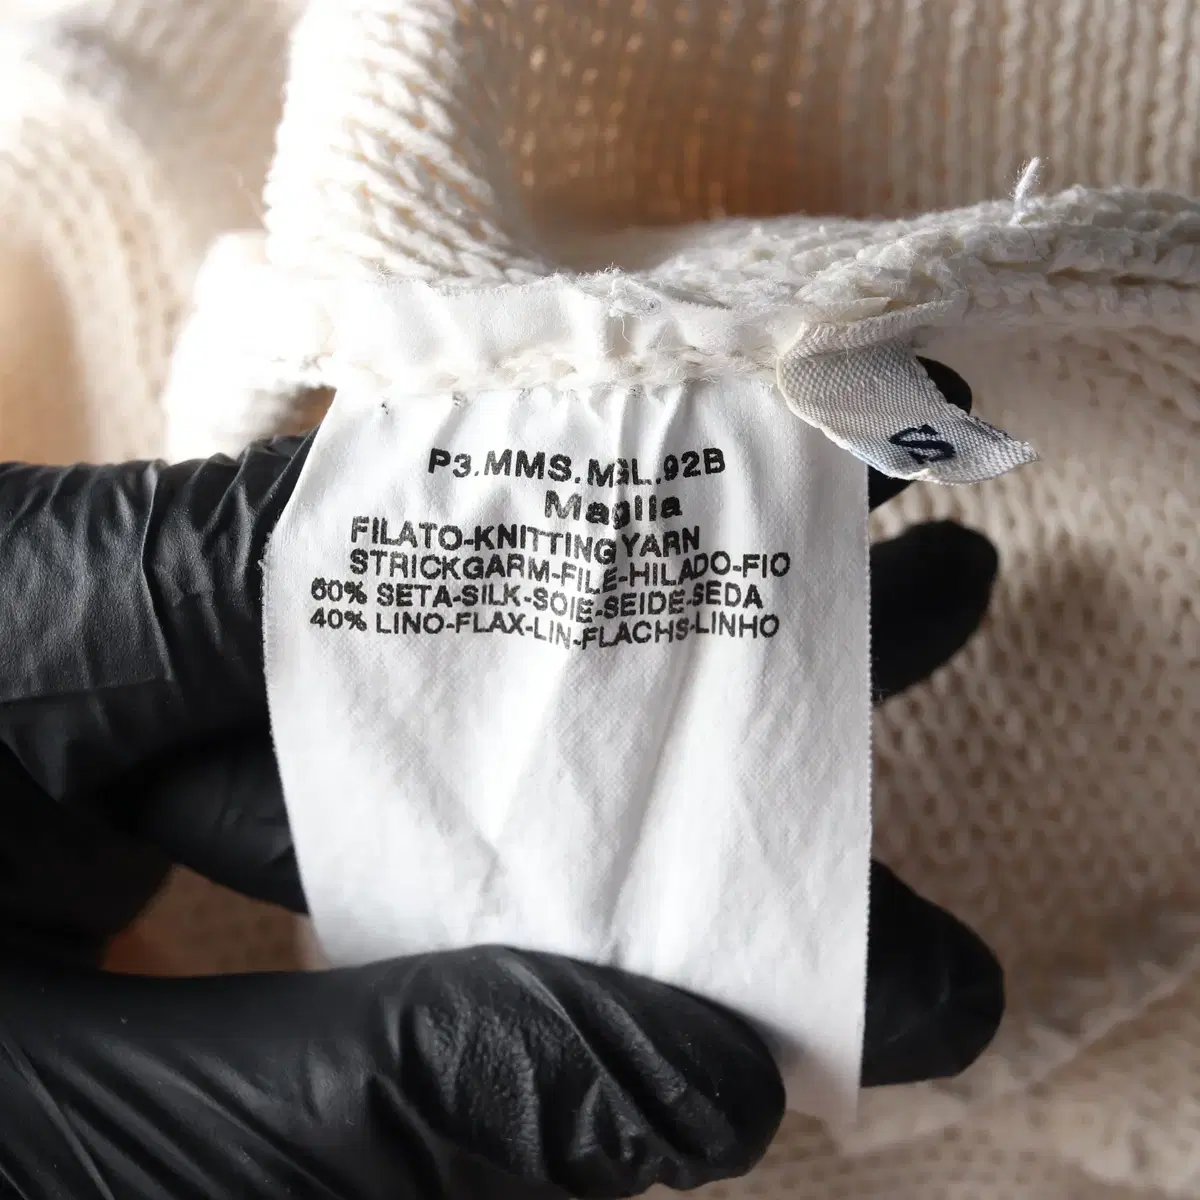 P3.MMS.MGL.92B
Maglia
FILATO-KNITTING YARN
STRICKGARM-FILE-HILADO-FIO
60% SETA-SILK-SOIE-SEIDE-SEDA
40% LINO-FLAX-LIN-FLACHS-LINHO
S